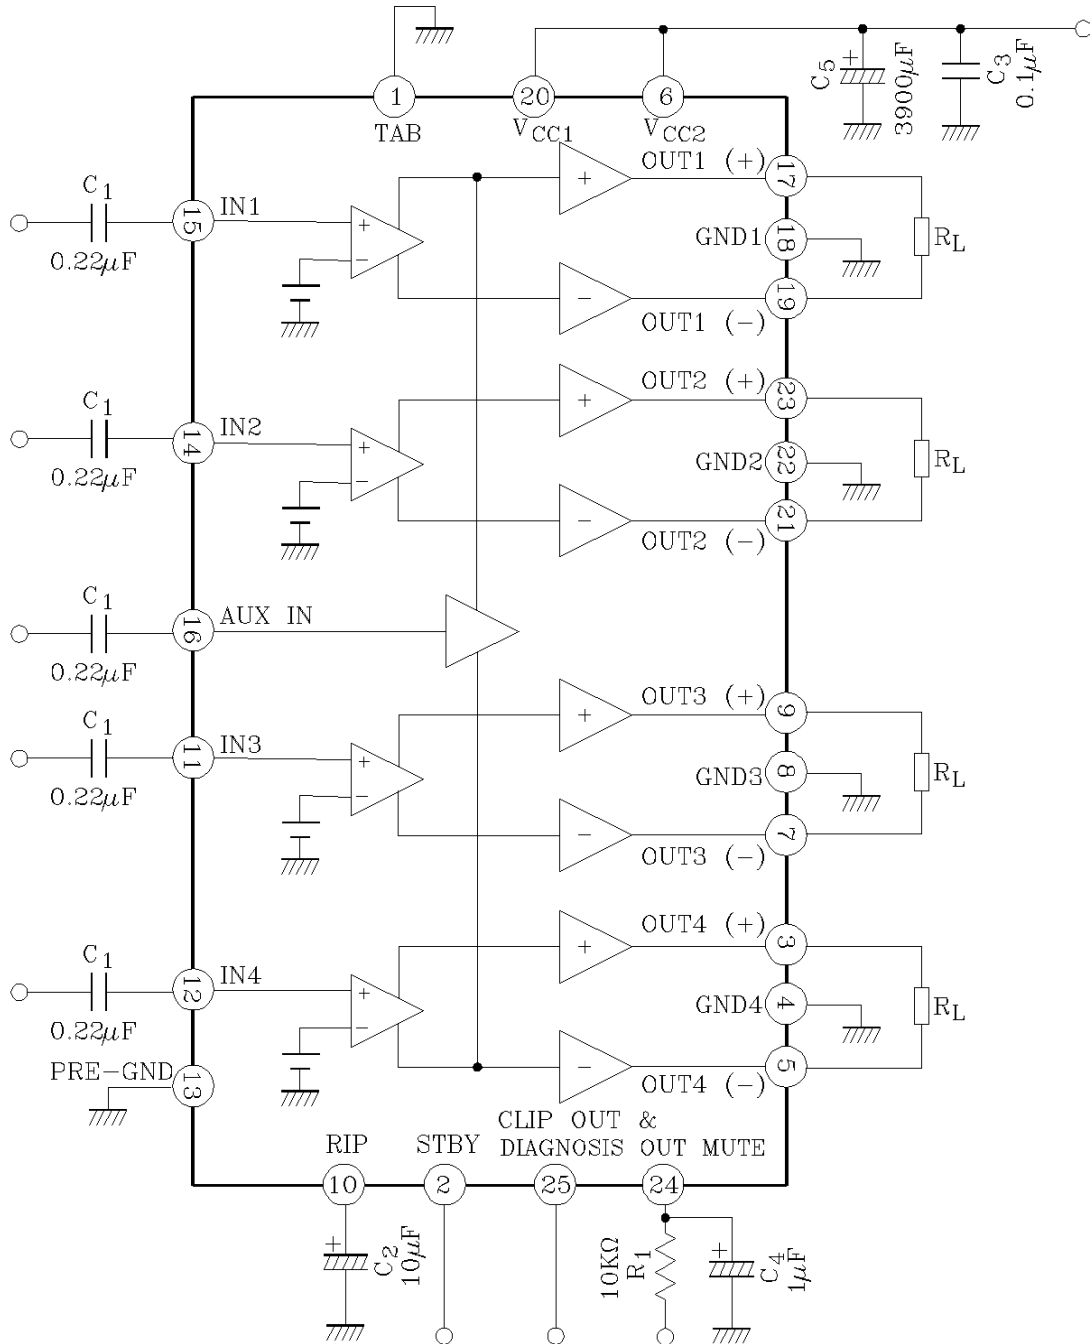 1
TAB
20
VCC1
6
VCC2
C5
+
3900µF
C3
0.1µF
OUT1 (+)
17
C1
15
IN1
0.22µF
+
−
+
GND1
18
RL
−
19
OUT1 (-)
OUT2 (+)
23
C1
14
IN2
0.22µF
+
−
+
GND2
22
RL
−
21
OUT2 (-)
C1
16
AUX IN
0.22µF
OUT3 (+)
9
C1
11
IN3
0.22µF
+
−
+
GND3
8
RL
−
7
OUT3 (-)
OUT4 (+)
3
C1
12
IN4
0.22µF
+
−
+
GND4
4
RL
−
5
OUT4 (-)
PRE-GND
13
RIP
10
STBY
2
CLIP OUT &
DIAGNOSIS OUT MUTE
25
24
+
C2
10µF
10KΩ
R1
+
C4
1µF